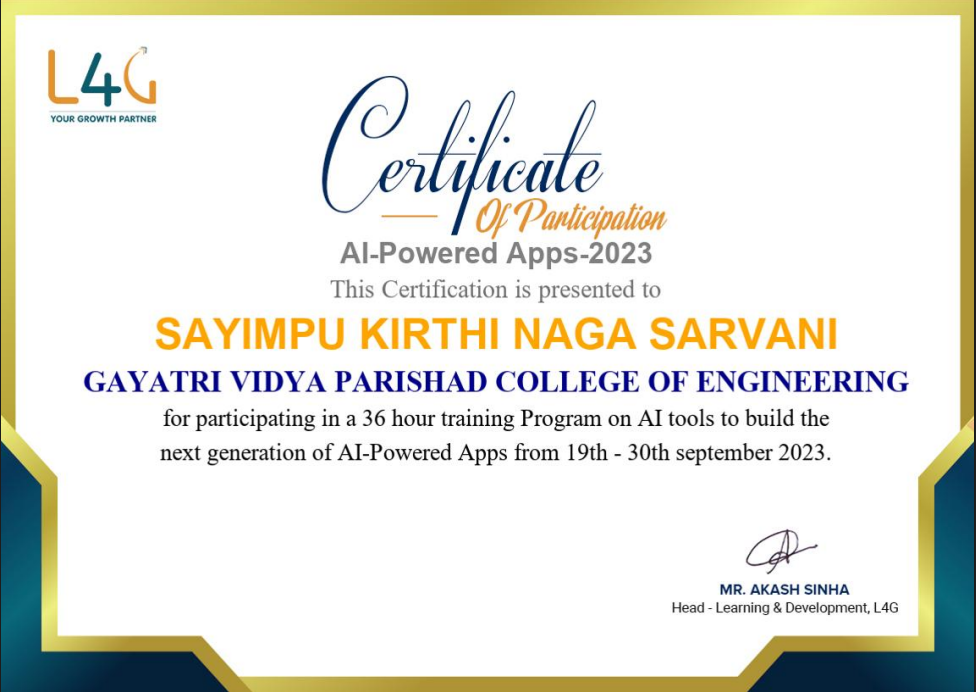 L4G
YOUR GROWTH PARTNER
Certificate
Of Participation
AI-Powered Apps-2023
This Certification is presented to
SAYIMPU KIRTHI NAGA SARVANI
GAYATRI VIDYA PARISHAD COLLEGE OF ENGINEERING
for participating in a 36 hour training Program on AI tools to build the
next generation of AI-Powered Apps from 19th - 30th september 2023.
MR. AKASH SINHA
Head - Learning & Development, L4G